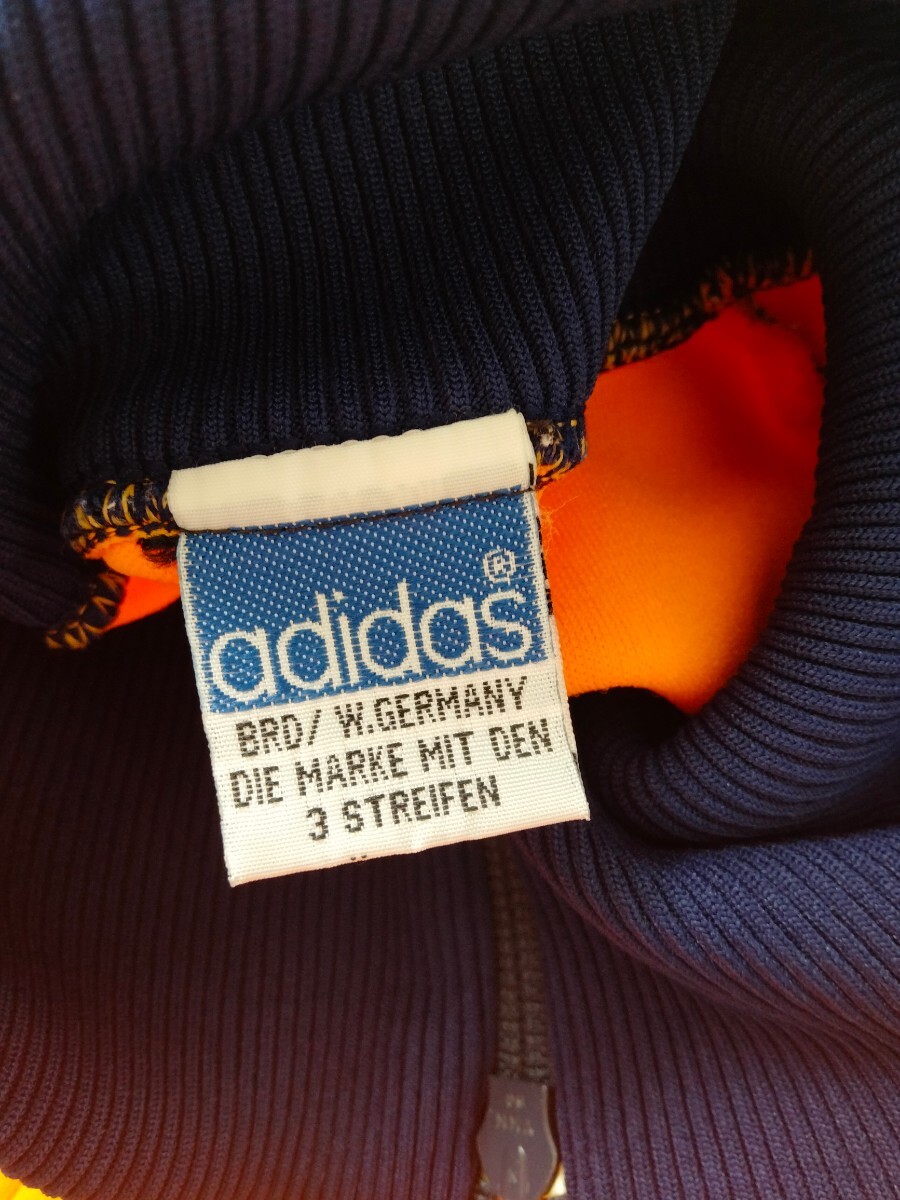 adidas®
BRD/ W.GERMANY
DIE MARKE MIT DEN
3 STREIFEN